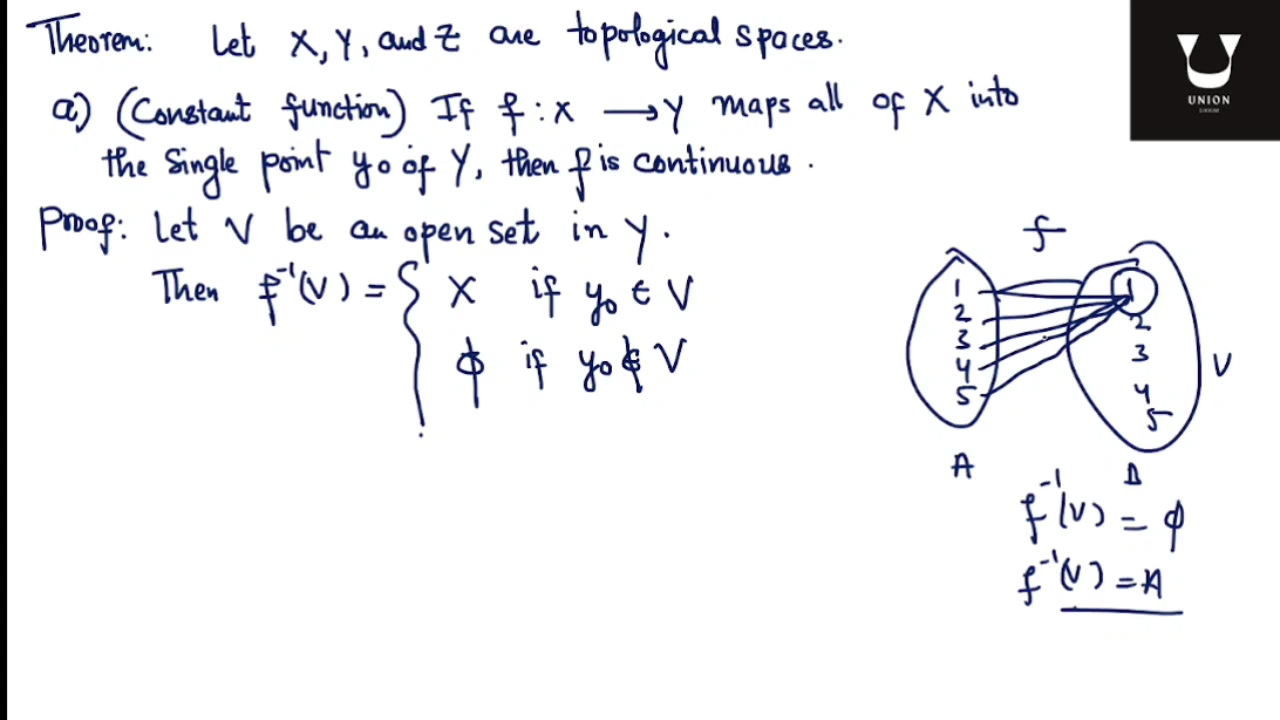 Theorem: Let X, Y, and Z are topological spaces.
a) (Constant function) If f : X → Y maps all of X into
the single point y0 of Y, then f is continuous.
Proof: Let V be an open set in Y.
Then f⁻¹(V) = { X if y0 ∈ V
ϕ if y0 ∉ V
UNION
f
1 1
2 2
3 3
4 4
5 5
V
A B
f⁻¹(V) = ϕ
f⁻¹(V) = A